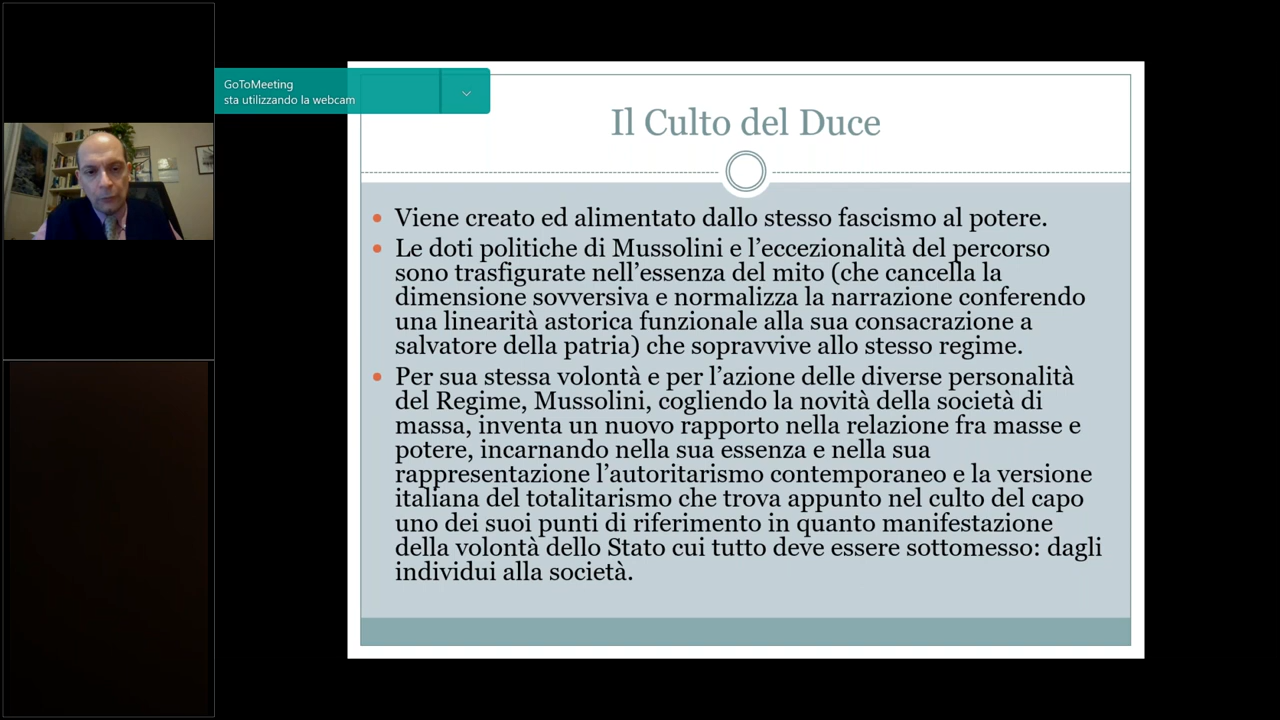 GoToMeeting
sta utilizzando la webcam
Il Culto del Duce
Viene creato ed alimentato dallo stesso fascismo al potere.
Le doti politiche di Mussolini e l’eccezionalità del percorso
sono trasfigurate nell’essenza del mito (che cancella la
dimensione sovversiva e normalizza la narrazione conferendo
una linearità astorica funzionale alla sua consacrazione a
salvatore della patria) che sopravvive allo stesso regime.
Per sua stessa volontà e per l’azione delle diverse personalità
del Regime, Mussolini, cogliendo la novità della società di
massa, inventa un nuovo rapporto nella relazione fra masse e
potere, incarnando nella sua essenza e nella sua
rappresentazione l’autoritarismo contemporaneo e la versione
italiana del totalitarismo che trova appunto nel culto del capo
uno dei suoi punti di riferimento in quanto manifestazione
della volontà dello Stato cui tutto deve essere sottomesso: dagli
individui alla società.